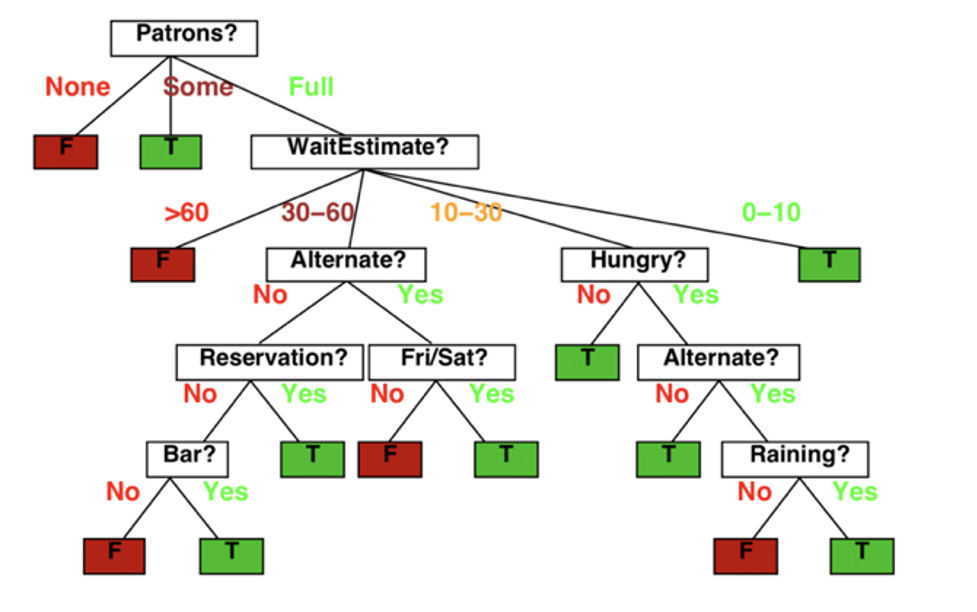 Patrons?
None Some Full
F T WaitEstimate?
>60 30–60 10–30 0–10
F Alternate? Hungry? T
No Yes No Yes
Reservation? Fri/Sat? T Alternate?
No Yes No Yes No Yes
Bar? T F T T Raining?
No Yes No Yes
F T F T